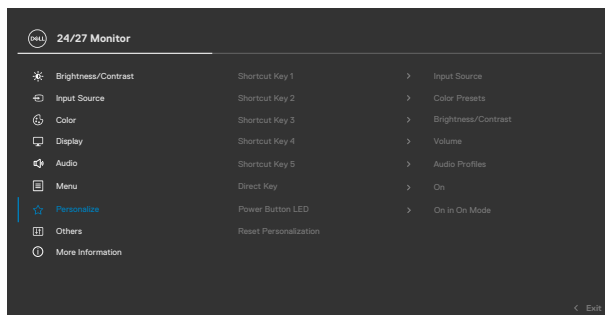 DELL 24/27 Monitor
Brightness/Contrast Shortcut Key 1 > Input Source
Input Source Shortcut Key 2 > Color Presets
Color Shortcut Key 3 > Brightness/Contrast
Display Shortcut Key 4 > Volume
Audio Shortcut Key 5 > Audio Profiles
Menu Direct Key > On
Personalize Power Button LED > On in On Mode
Others Reset Personalization
More Information
< Exit